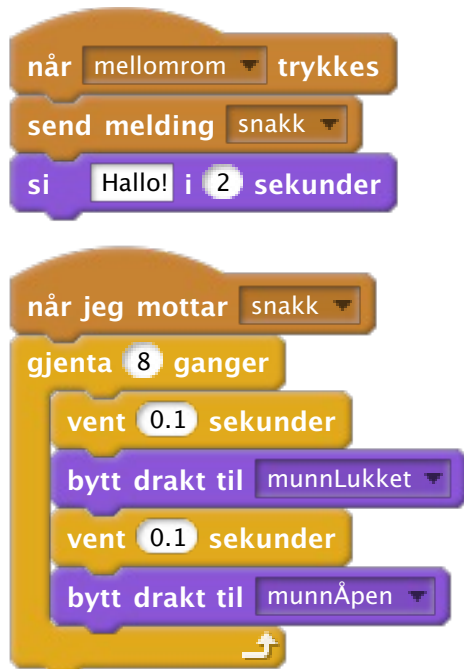 når mellomrom trykkes
send melding snakk
si Hallo! i 2 sekunder
når jeg mottar snakk
gjenta 8 ganger
vent 0.1 sekunder
bytt drakt til munnLukket
vent 0.1 sekunder
bytt drakt til munnÅpen